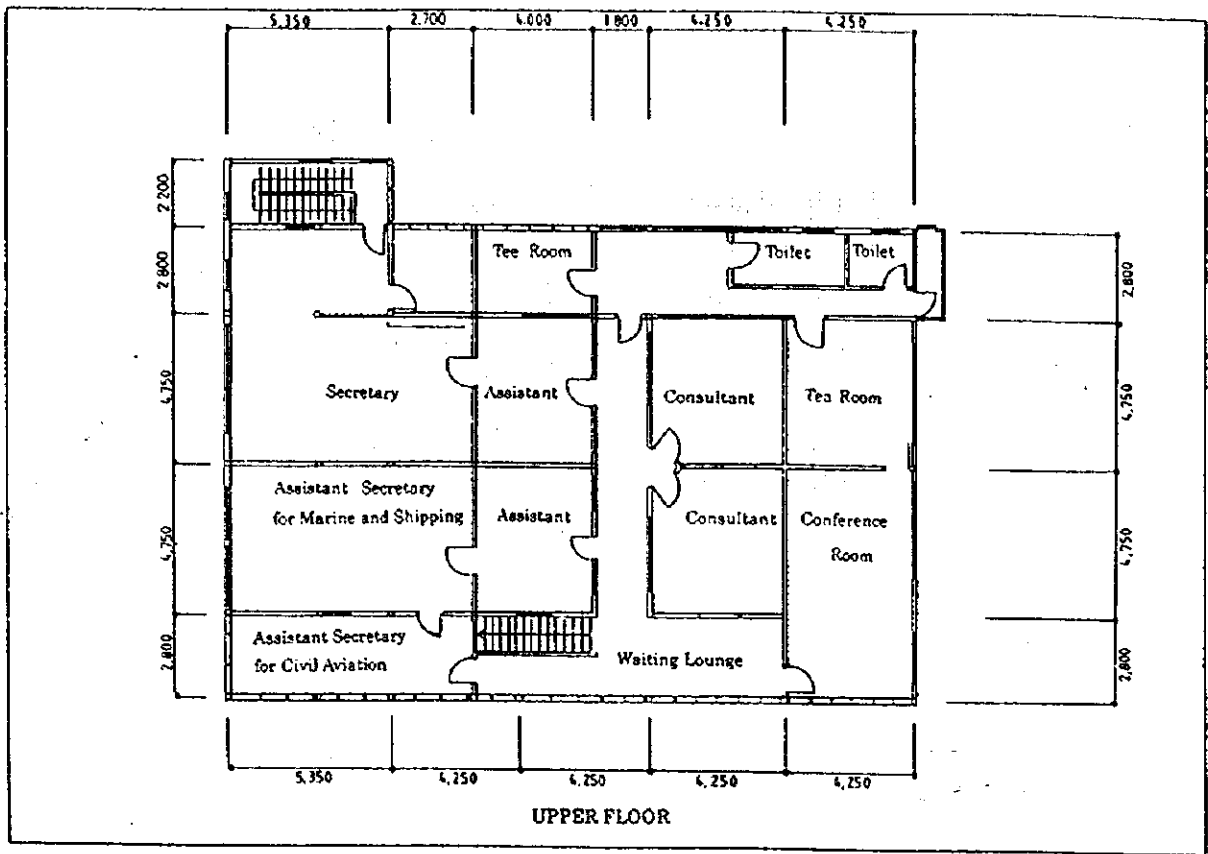 5,350 2.700 4.000 1.800 4.250 4.250
2 200
2 800
4,750
4,750
2,800
2,800
4,750
4,750
2,800
Tee Room
Toilet
Toilet
Secretary
Assistant
Consultant
Tea Room
Assistant Secretary
for Marine and Shipping
Assistant
Consultant
Conference
Room
Assistant Secretary
for Civil Aviation
Waiting Lounge
5,350 4,250 4,250 4,250 4,250
UPPER FLOOR